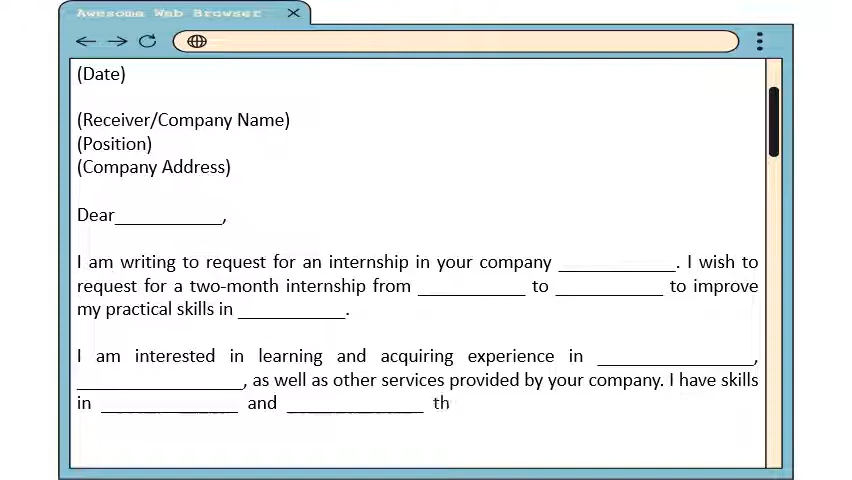 Awesome Web Browser
(Date)
(Receiver/Company Name)
(Position)
(Company Address)
Dear___________,
I am writing to request for an internship in your company ____________. I wish to
request for a two-month internship from ___________ to ___________ to improve
my practical skills in ___________.
I am interested in learning and acquiring experience in ________________,
_________________, as well as other services provided by your company. I have skills
in ______________ and ______________ th